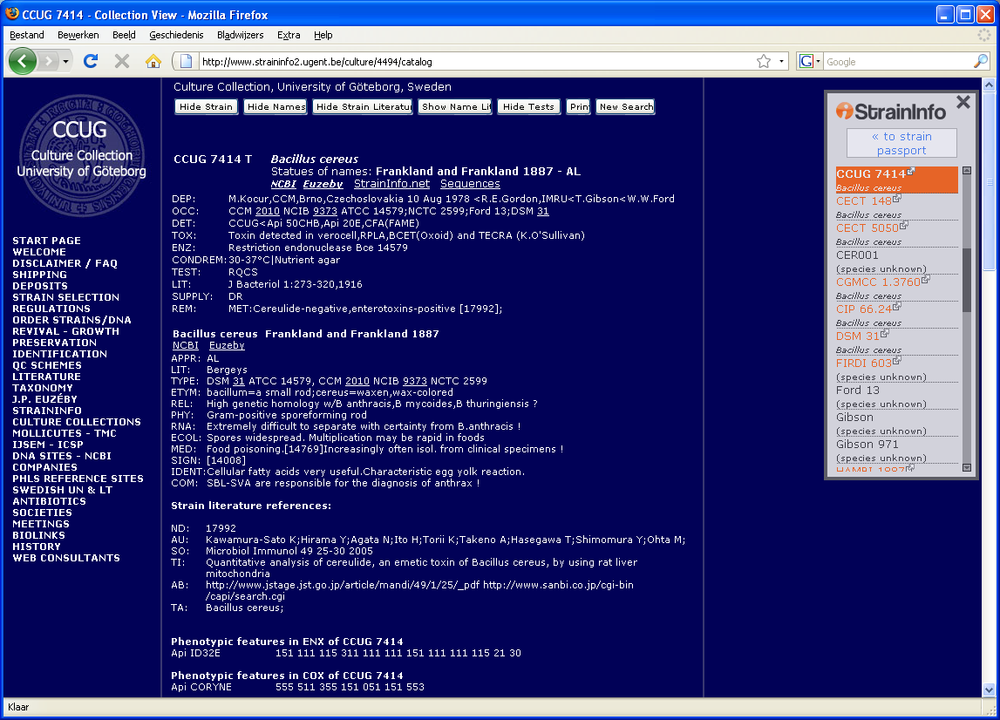 CCUG 7414 - Collection View - Mozilla Firefox
Bestand Bewerken Beeld Geschiedenis Bladwijzers Extra Help
http://www.straininfo2.ugent.be/culture/4494/catalog
G Google
CCUG
Culture Collection
University of Göteborg
START PAGE
WELCOME
DISCLAIMER / FAQ
SHIPPING
DEPOSITS
STRAIN SELECTION
REGULATIONS
ORDER STRAINS/DNA
REVIVAL - GROWTH
PRESERVATION
IDENTIFICATION
QC SCHEMES
LITERATURE
TAXONOMY
J.P. EUZÉBY
STRAININFO
CULTURE COLLECTIONS
MOLLICUTES - TMC
IJSEM - ICSP
DNA SITES - NCBI
COMPANIES
PHLS REFERENCE SITES
SWEDISH UN & LT
ANTIBIOTICS
SOCIETIES
MEETINGS
BIOLINKS
HISTORY
WEB CONSULTANTS
Culture Collection, University of Göteborg, Sweden
Hide Strain Hide Names Hide Strain Literatur Show Name Lit Hide Tests Prin New Search
CCUG 7414 T Bacillus cereus
Statues of names: Frankland and Frankland 1887 - AL
NCBI Euzeby StrainInfo.net Sequences
DEP: M.Kocur,CCM,Brno,Czechoslovakia 10 Aug 1978 <R.E.Gordon,IMRU<T.Gibson<W.W.Ford
OCC: CCM 2010 NCIB 9373 ATCC 14579;NCTC 2599;Ford 13;DSM 31
DET: CCUG<Api 50CHB,Api 20E,CFA(FAME)
TOX: Toxin detected in verocell,RPLA,BCET(Oxoid) and TECRA (K.O'Sullivan)
ENZ: Restriction endonuclease Bce 14579
CONDREM: 30-37°C|Nutrient agar
TEST: RQCS
LIT: J Bacteriol 1:273-320,1916
SUPPLY: DR
REM: MET:Cereulide-negative,enterotoxins-positive [17992];
Bacillus cereus Frankland and Frankland 1887
NCBI Euzeby
APPR: AL
LIT: Bergeys
TYPE: DSM 31 ATCC 14579, CCM 2010 NCIB 9373 NCTC 2599
ETYM: bacillum=a small rod;cereus=waxen,wax-colored
REL: High genetic homology w/B anthracis,B mycoides,B thuringiensis ?
PHY: Gram-positive sporeforming rod
RNA: Extremely difficult to separate with certainty from B.anthracis !
ECOL: Spores widespread. Multiplication may be rapid in foods
MED: Food poisoning.[14769]Increasingly often isol. from clinical specimens !
SIGN: [14008]
IDENT:Cellular fatty acids very useful.Characteristic egg yolk reaction.
COM: SBL-SVA are responsible for the diagnosis of anthrax !
Strain literature references:
ND: 17992
AU: Kawamura-Sato K;Hirama Y;Agata N;Ito H;Torii K;Takeno A;Hasegawa T;Shimomura Y;Ohta M;
SO: Microbiol Immunol 49 25-30 2005
TI: Quantitative analysis of cereulide, an emetic toxin of Bacillus cereus, by using rat liver
mitochondria
AB: http://www.jstage.jst.go.jp/article/mandi/49/1/25/_pdf http://www.sanbi.co.jp/cgi-bin
/capi/search.cgi
TA: Bacillus cereus;
Phenotypic features in ENX of CCUG 7414
Api ID32E 151 111 115 311 111 111 151 111 111 115 21 30
Phenotypic features in COX of CCUG 7414
Api CORYNE 555 511 355 151 051 151 553
StrainInfo
« to strain
passport
CCUG 7414
Bacillus cereus
CECT 148
Bacillus cereus
CECT 5050
Bacillus cereus
CER001
(species unknown)
CGMCC 1.3760
Bacillus cereus
CIP 66.24
Bacillus cereus
DSM 31
Bacillus cereus
FIRDI 603
(species unknown)
Ford 13
(species unknown)
Gibson
(species unknown)
Gibson 971
(species unknown)
HAMBI 1887
Klaar